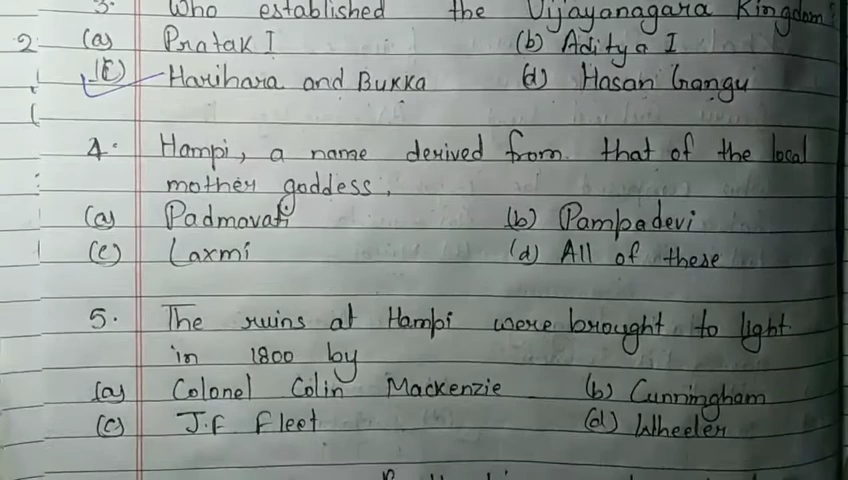 3. Who established the Vijayanagara Kingdom?
2 (a) Pratak I (b) Aditya I
(c) Harihara and Bukka (d) Hasan Gangu
4. Hampi, a name derived from that of the local
mother goddess,
(a) Padmavati (b) Pampadevi
(c) Laxmi (d) All of these
5. The ruins at Hampi were brought to light
in 1800 by
(a) Colonel Colin Mackenzie (b) Cunningham
(c) J.F Fleet (d) Wheeler